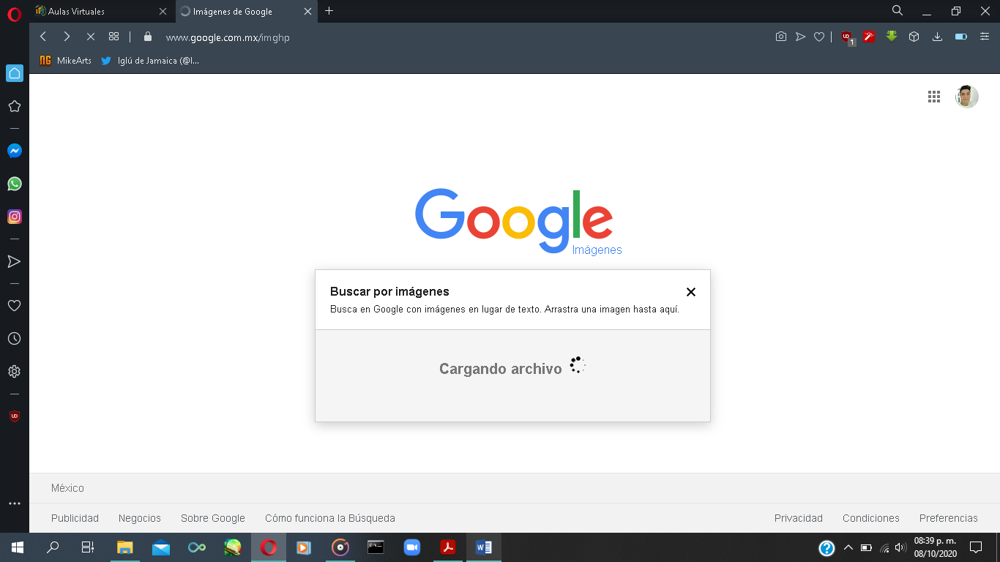 Aulas Virtuales
Imágenes de Google
www.google.com.mx/imghp
1
NG MikeArts
Iglú de Jamaica (@I...
Google
Imágenes
Buscar por imágenes
Busca en Google con imágenes en lugar de texto. Arrastra una imagen hasta aquí.
Cargando archivo
México
Publicidad Negocios Sobre Google Cómo funciona la Búsqueda Privacidad Condiciones Preferencias
08:39 p. m.
08/10/2020